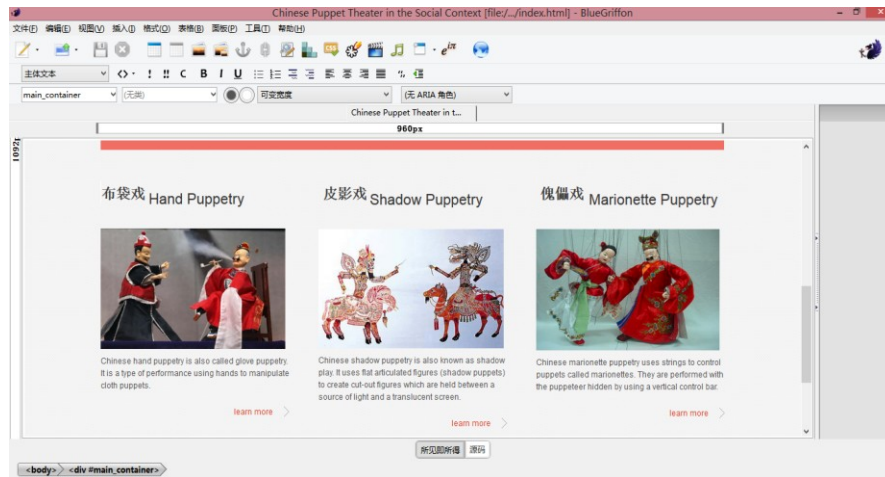 Chinese Puppet Theater in the Social Context [file:/.../index.html] - BlueGriffon
文件(F) 编辑(E) 视图(V) 插入(I) 格式(O) 表格(B) 面板(P) 工具(T) 帮助(H)
主体文本 ! !! C B I U
main_container (无类) 可变宽度 (无 ARIA 角色)
Chinese Puppet Theater in t...
960px
1092p
布袋戏 Hand Puppetry
皮影戏 Shadow Puppetry
傀儡戏 Marionette Puppetry
Chinese hand puppetry is also called glove puppetry.
It is a type of performance using hands to manipulate
cloth puppets.
learn more
Chinese shadow puppetry is also known as shadow
play. It uses flat articulated figures (shadow puppets)
to create cut-out figures which are held between a
source of light and a translucent screen.
learn more
Chinese marionette puppetry uses strings to control
puppets called marionettes. They are performed with
the puppeteer hidden by using a vertical control bar.
learn more
所见即所得 源码
<body> <div #main_container>